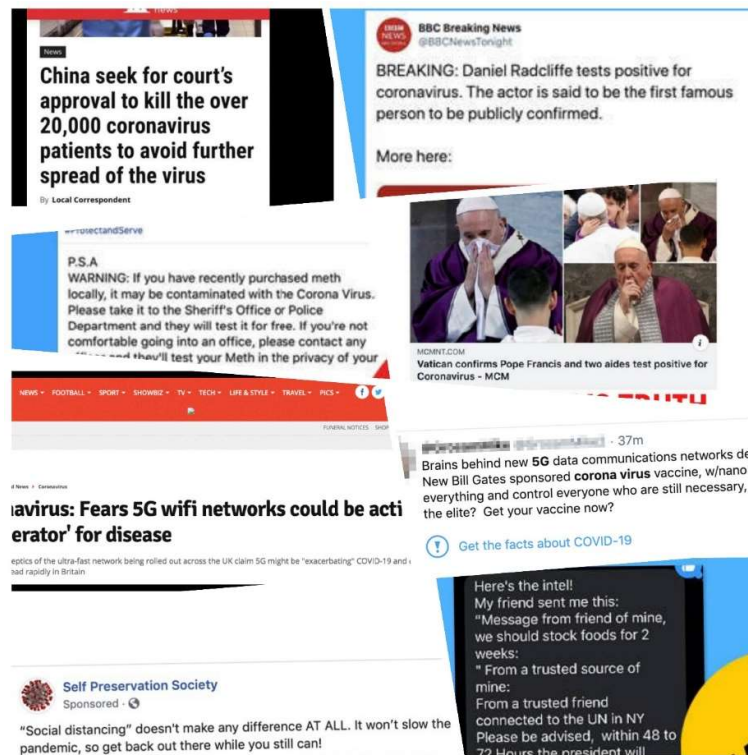 news
News
China seek for court's
approval to kill the over
20,000 coronavirus
patients to avoid further
spread of the virus
By Local Correspondent
NEWS
BBC Breaking News
@BBCNewsTonight
BREAKING: Daniel Radcliffe tests positive for
coronavirus. The actor is said to be the first famous
person to be publicly confirmed.
More here:
#ProtectandServe
P.S.A
WARNING: If you have recently purchased meth
locally, it may be contaminated with the Corona Virus.
Please take it to the Sheriff's Office or Police
Department and they will test it for free. If you're not
comfortable going into an office, please contact any
and they'll test your Meth in the privacy of your
MCMNT.COM
Vatican confirms Pope Francis and two aides test positive for
Coronavirus - MCM
TRUTH
NEWS FOOTBALL SPORT SHOWBIZ TV TECH LIFE & STYLE TRAVEL PICS
FUNERAL NOTICES SHOP
News > Coronavirus
avirus: Fears 5G wifi networks could be acti
erator' for disease
eptics of the ultra-fast network being rolled out across the UK claim 5G might be "exacerbating" COVID-19 and
ead rapidly in Britain
· 37m
Brains behind new 5G data communications networks de
New Bill Gates sponsored corona virus vaccine, w/nano
everything and control everyone who are still necessary,
the elite? Get your vaccine now?
Get the facts about COVID-19
Self Preservation Society
Sponsored ·
"Social distancing" doesn't make any difference AT ALL. It won't slow the
pandemic, so get back out there while you still can!
Here's the intel!
My friend sent me this:
"Message from friend of mine,
we should stock foods for 2
weeks:
" From a trusted source of
mine:
From a trusted friend
connected to the UN in NY
Please be advised, within 48 to
72 Hours the president will